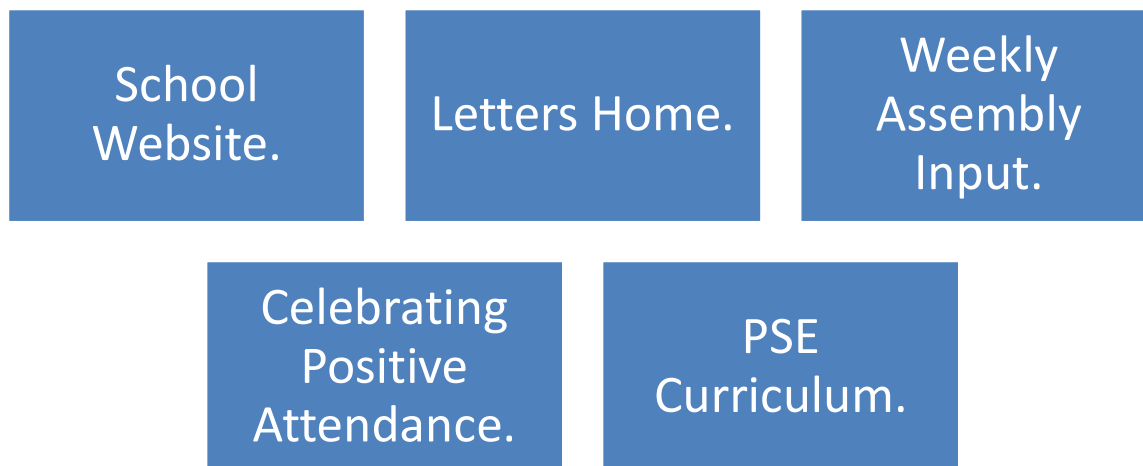 School
Website.
Letters Home.
Weekly
Assembly
Input.
Celebrating
Positive
Attendance.
PSE
Curriculum.